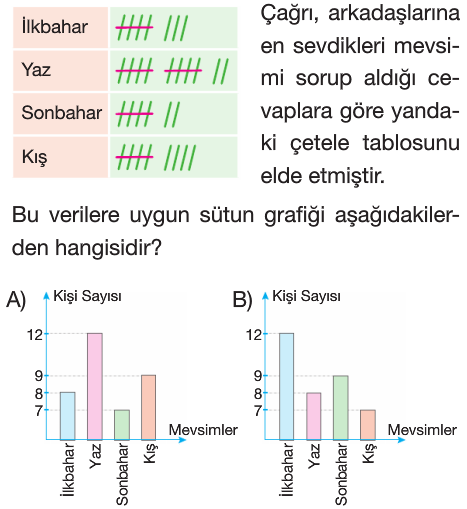 İlkbahar
Yaz
Sonbahar
Kış
Çağrı, arkadaşlarına
en sevdikleri mevsi-
mi sorup aldığı ce-
vaplara göre yanda-
ki çetele tablosunu
elde etmiştir.
Bu verilere uygun sütun grafiği aşağıdakiler-
den hangisidir?
A)
Kişi Sayısı
12
9
8
7
Mevsimler
İlkbahar
Yaz
Sonbahar
Kış
B)
Kişi Sayısı
12
9
8
7
Mevsimler
İlkbahar
Yaz
Sonbahar
Kış